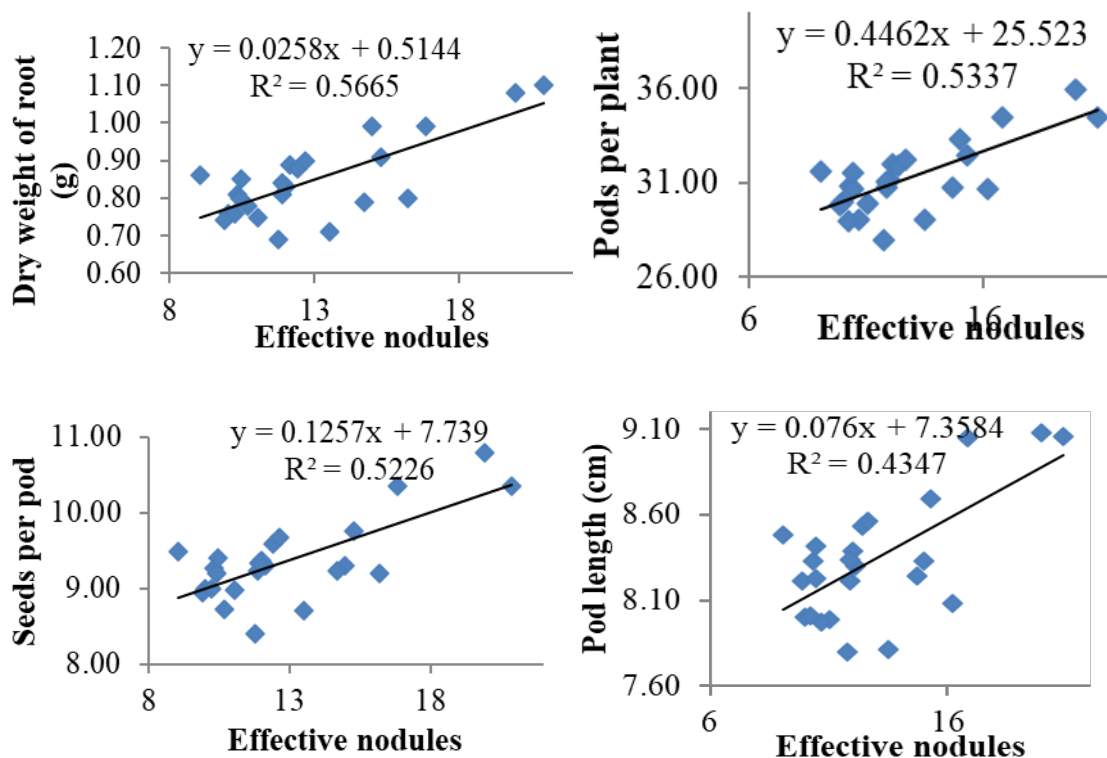 Dry weight of root
(g)
1.20
1.10
1.00
0.90
0.80
0.70
0.60
y = 0.0258x + 0.5144
R² = 0.5665
8
13
18
Effective nodules
Pods per plant
36.00
31.00
26.00
y = 0.4462x + 25.523
R² = 0.5337
6
16
Effective nodules
Seeds per pod
11.00
10.00
9.00
8.00
y = 0.1257x + 7.739
R² = 0.5226
8
13
18
Effective nodules
Pod length (cm)
9.10
8.60
8.10
7.60
y = 0.076x + 7.3584
R² = 0.4347
6
16
Effective nodules